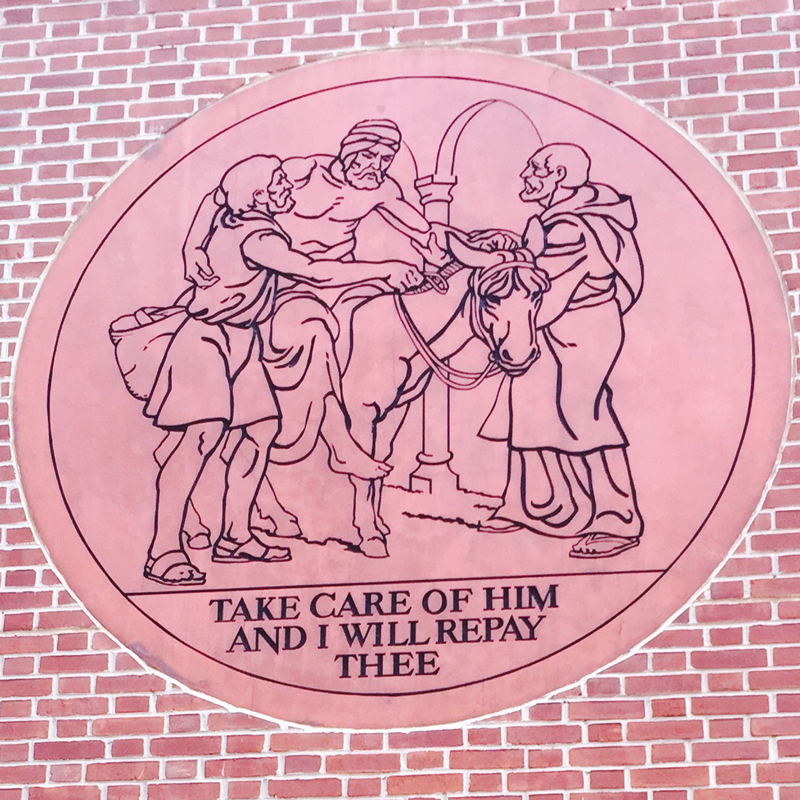 TAKE CARE OF HIM
AND I WILL REPAY
THEE